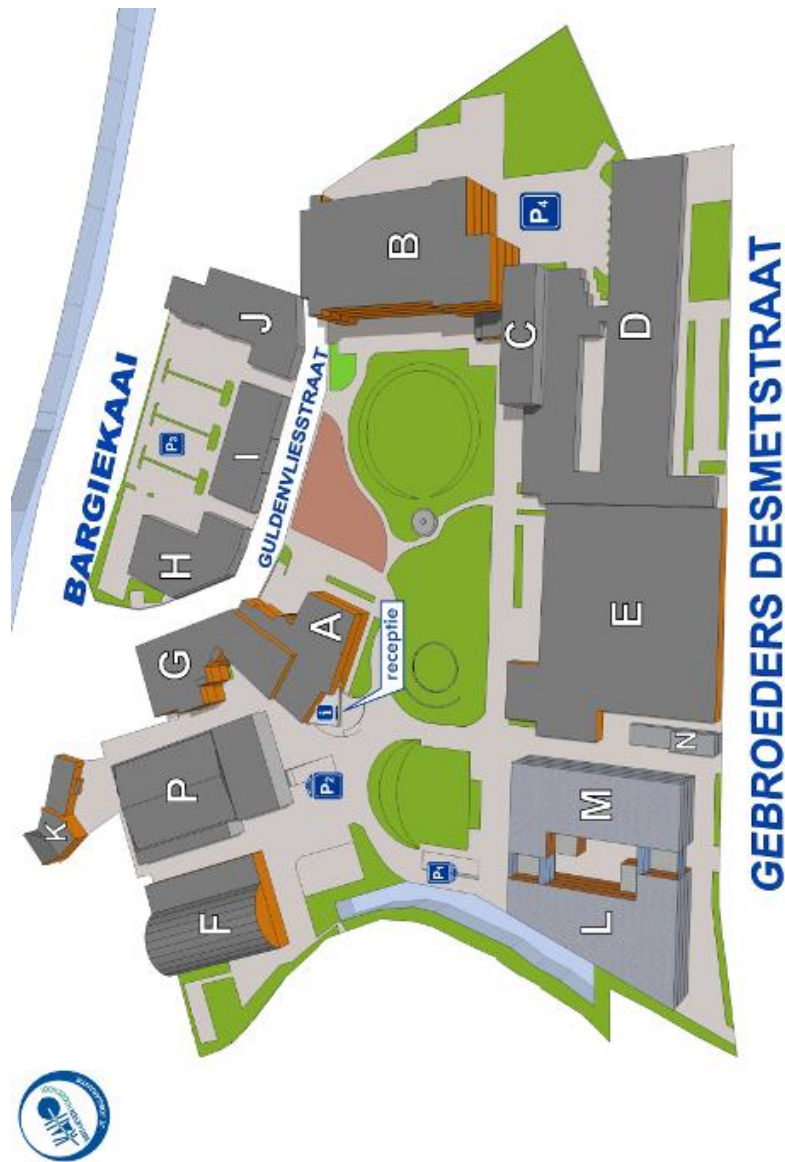 K
BARGIEKAAI
P3
F
P
G
H
I
J
GULDENVLIESSTRAAT
P2
i
A
receptie
B
P1
C
P4
L
M
E
D
N
GEBROEDERS DESMETSTRAAT